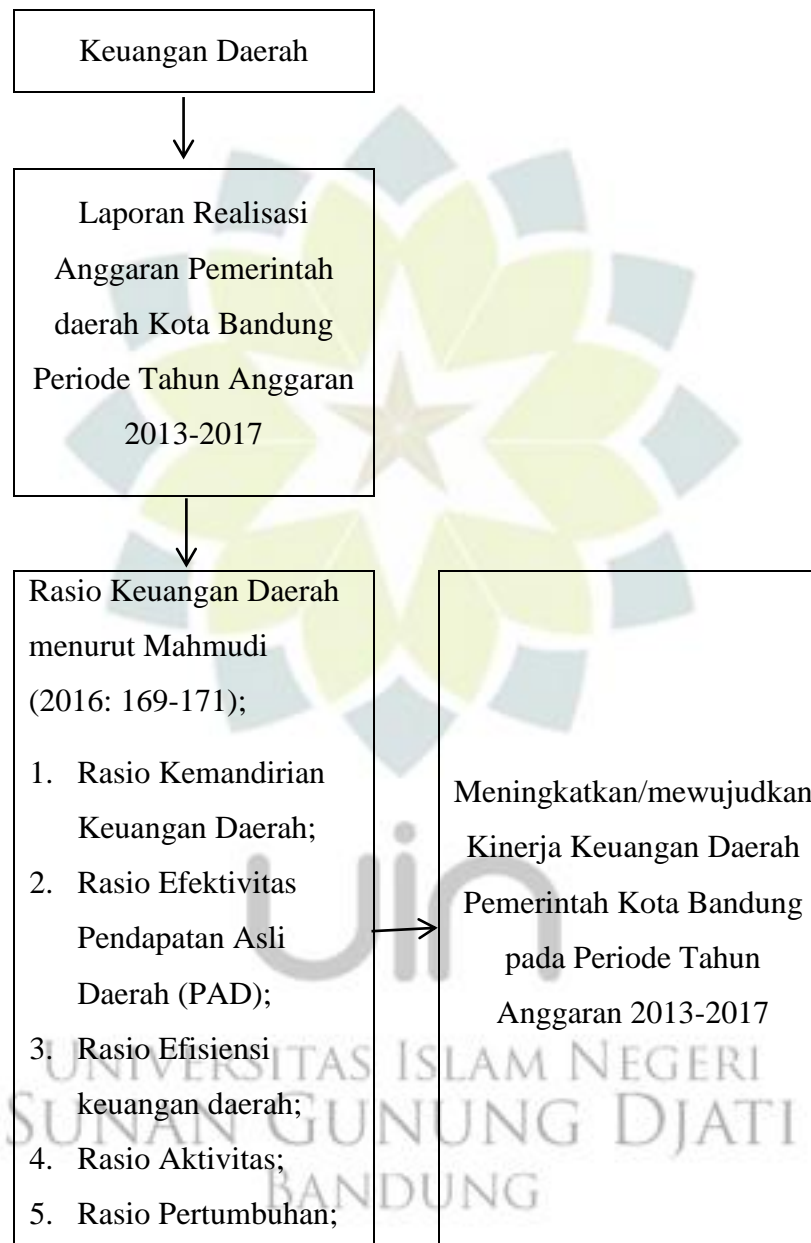 Keuangan Daerah
Laporan Realisasi
Anggaran Pemerintah
daerah Kota Bandung
Periode Tahun Anggaran
2013-2017
Rasio Keuangan Daerah
menurut Mahmudi
(2016: 169-171);
1. Rasio Kemandirian
Keuangan Daerah;
2. Rasio Efektivitas
Pendapatan Asli
Daerah (PAD);
3. Rasio Efisiensi
keuangan daerah;
4. Rasio Aktivitas;
5. Rasio Pertumbuhan;
Meningkatkan/mewujudkan
Kinerja Keuangan Daerah
Pemerintah Kota Bandung
pada Periode Tahun
Anggaran 2013-2017
uin
UNIVERSITAS ISLAM NEGERI
SUNAN GUNUNG DJATI
BANDUNG